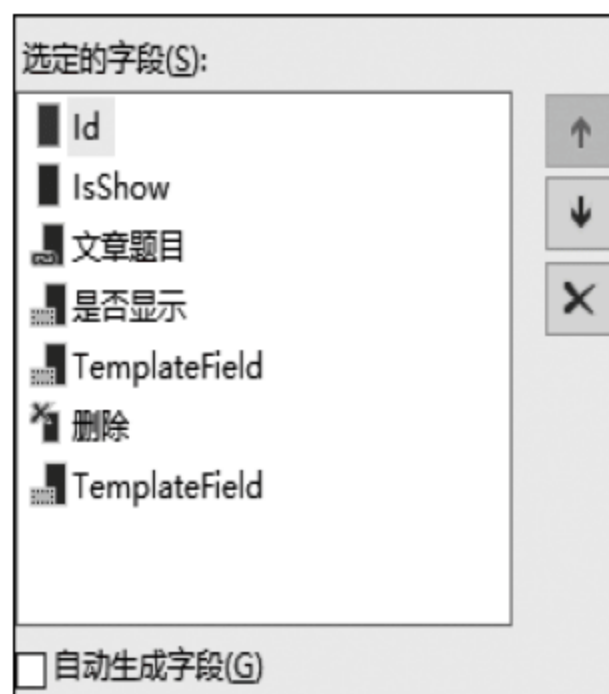 选定的字段(S):
Id
IsShow
文章题目
是否显示
TemplateField
删除
TemplateField
自动生成字段(G)